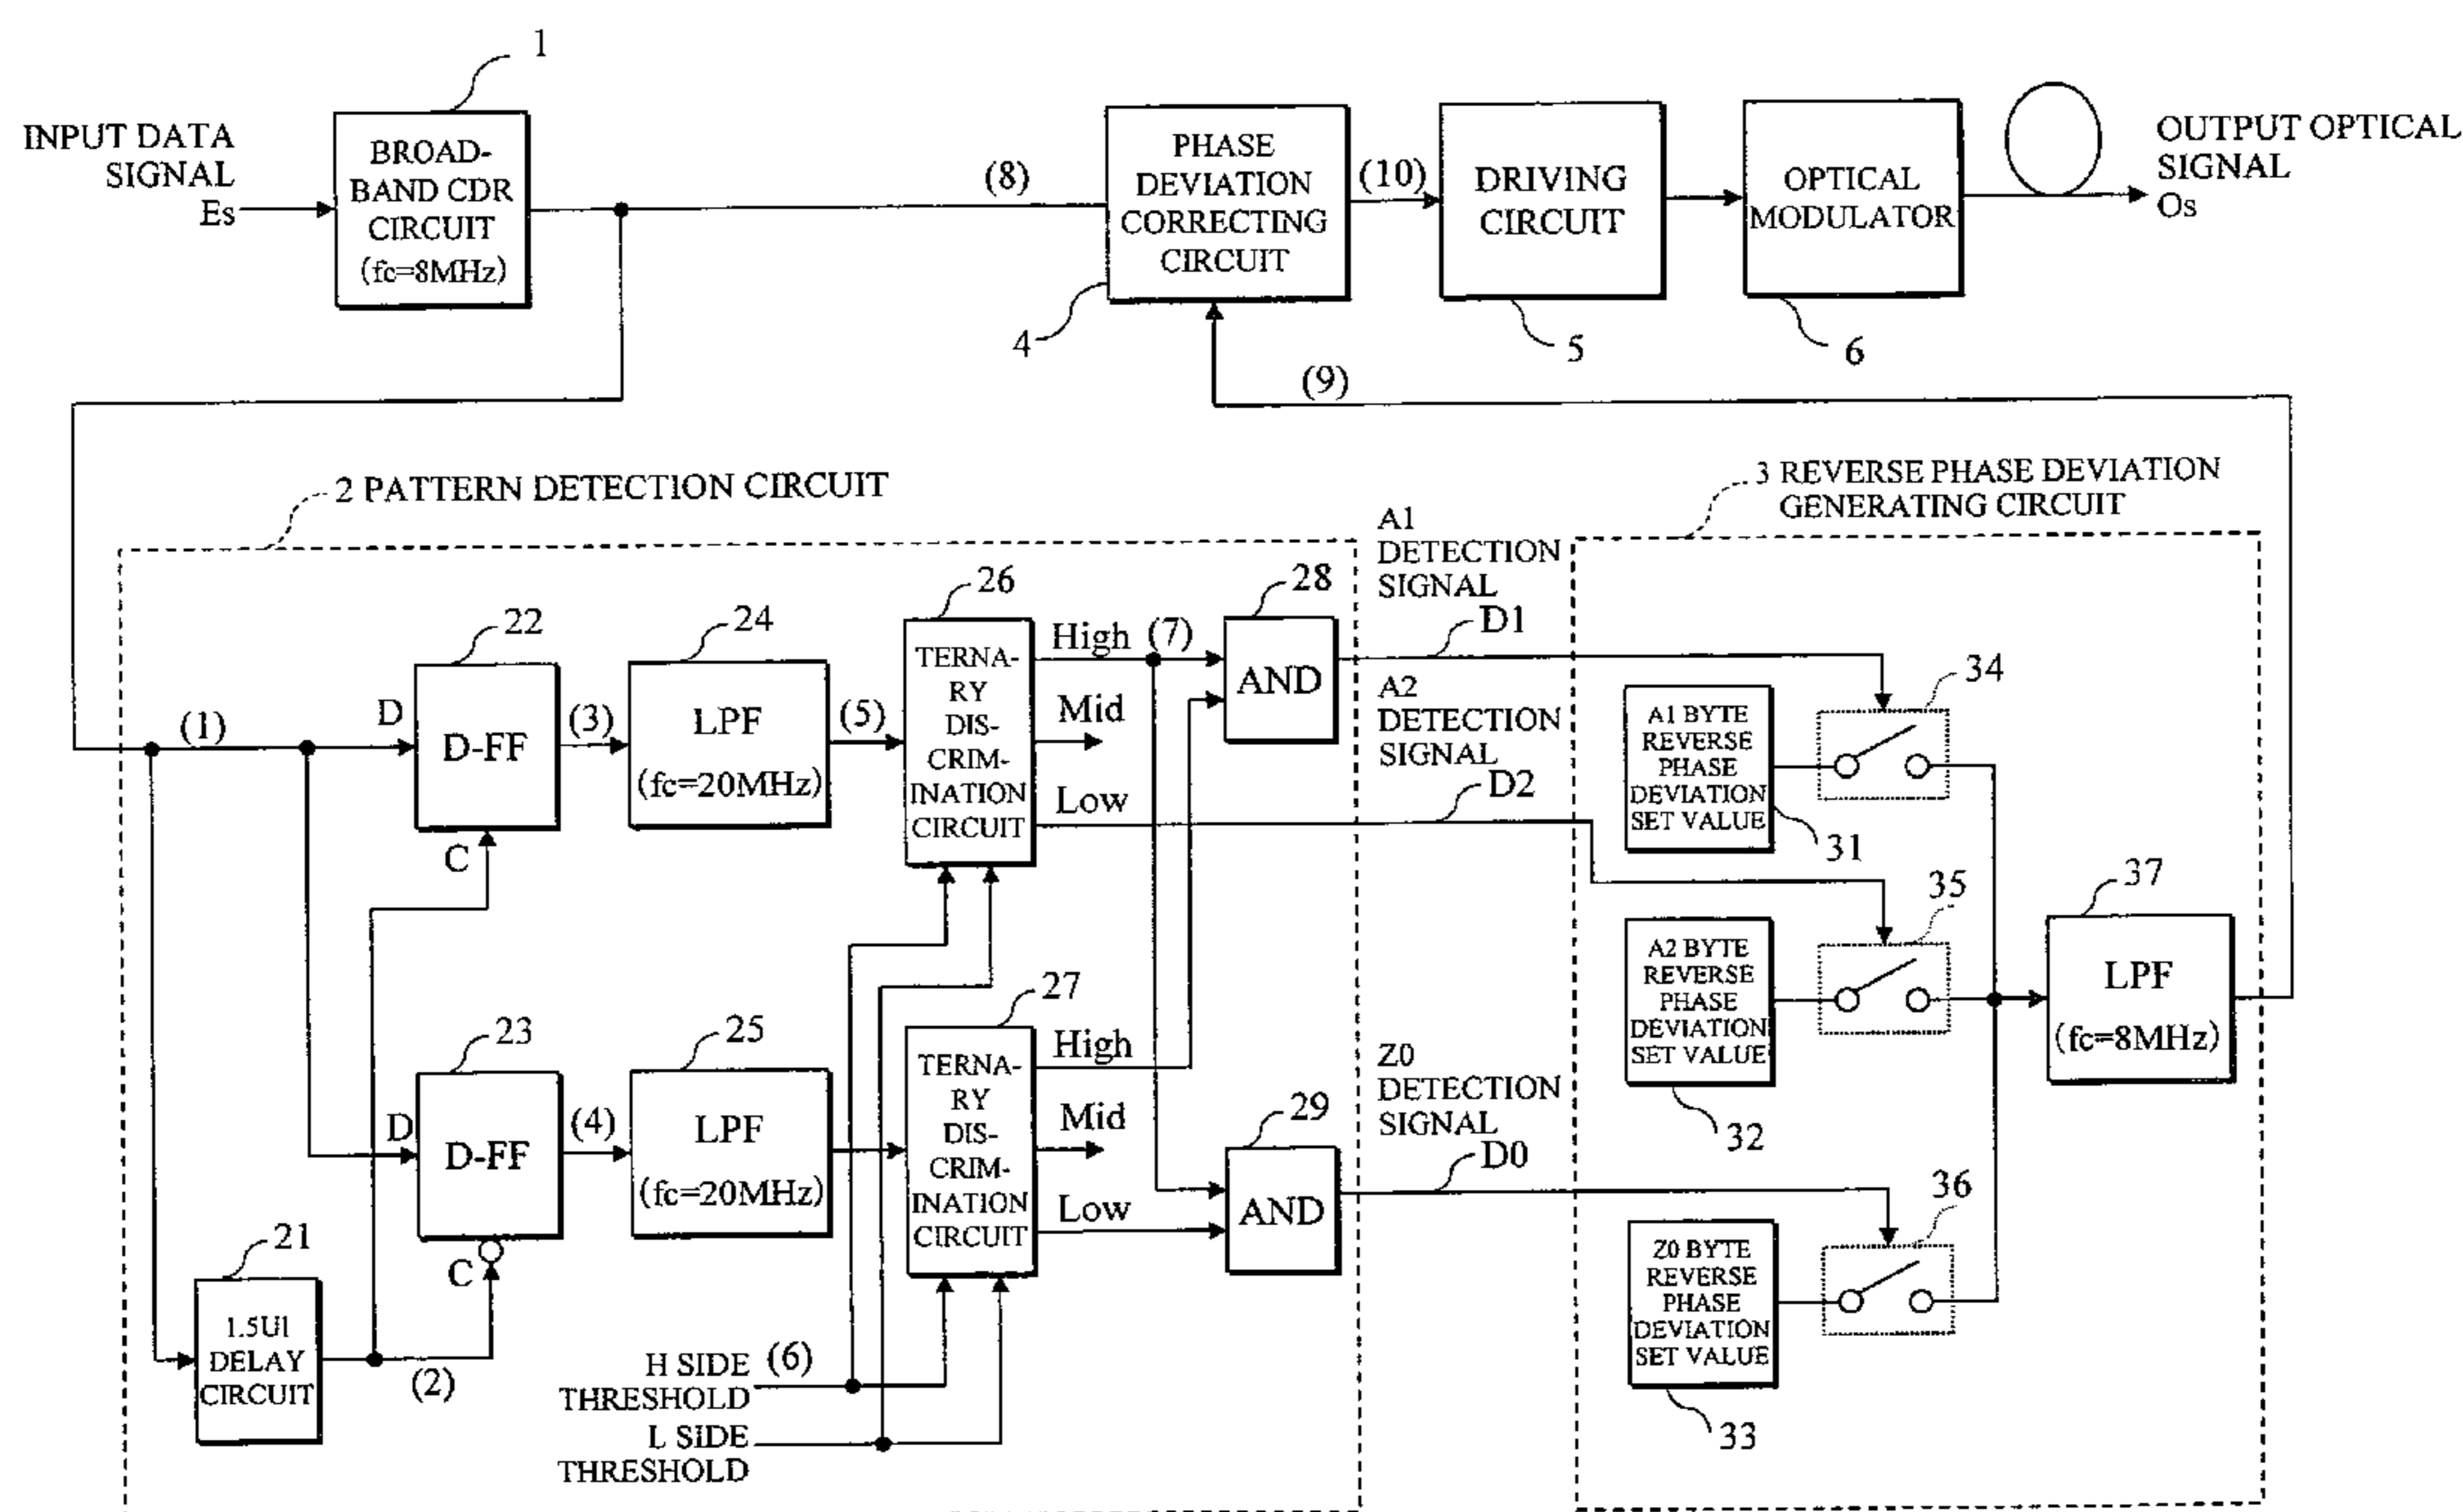 1
INPUT DATA
SIGNAL
Es
BROAD-
BAND CDR
CIRCUIT
(fc=8MHz)
(8)
PHASE
DEVIATION
CORRECTING
CIRCUIT
4
(10)
DRIVING
CIRCUIT
5
OPTICAL
MODULATOR
6
OUTPUT OPTICAL
SIGNAL
Os
(9)
2 PATTERN DETECTION CIRCUIT
3 REVERSE PHASE DEVIATION
GENERATING CIRCUIT
(1)
D
22
D-FF
C
(3)
24
LPF
(fc=20MHz)
(5)
26
TERNA-
RY
DIS-
CRIM-
INATION
CIRCUIT
High
(7)
Mid
Low
28
AND
A1
DETECTION
SIGNAL
D1
A2
DETECTION
SIGNAL
D2
A1 BYTE
REVERSE
PHASE
DEVIATION
SET VALUE
31
34
A2 BYTE
REVERSE
PHASE
DEVIATION
SET VALUE
32
35
37
LPF
(fc=8MHz)
D
23
D-FF
C
(4)
25
LPF
(fc=20MHz)
27
TERNA-
RY
DIS-
CRIM-
INATION
CIRCUIT
High
Mid
Low
29
AND
Z0
DETECTION
SIGNAL
D0
36
Z0 BYTE
REVERSE
PHASE
DEVIATION
SET VALUE
33
21
1.5UI
DELAY
CIRCUIT
(2)
H SIDE
THRESHOLD
(6)
L SIDE
THRESHOLD